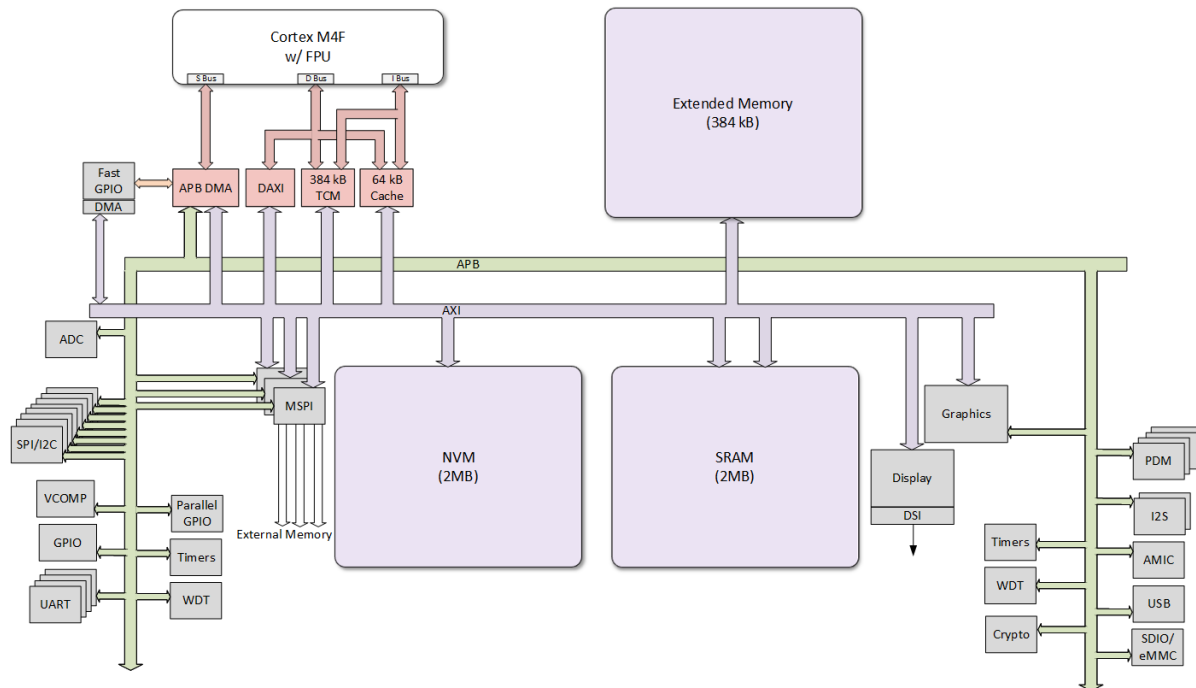 Cortex M4F
w/ FPU
S Bus
D Bus
I Bus
Extended Memory
(384 kB)
Fast
GPIO
DMA
APB DMA
DAXI
384 kB
TCM
64 kB
Cache
APB
AXI
ADC
MSPI
SPI/I2C
NVM
(2MB)
SRAM
(2MB)
Graphics
Display
DSI
PDM
VCOMP
Parallel
GPIO
I2S
External Memory
GPIO
Timers
Timers
AMIC
UART
WDT
WDT
USB
Crypto
SDIO/
eMMC